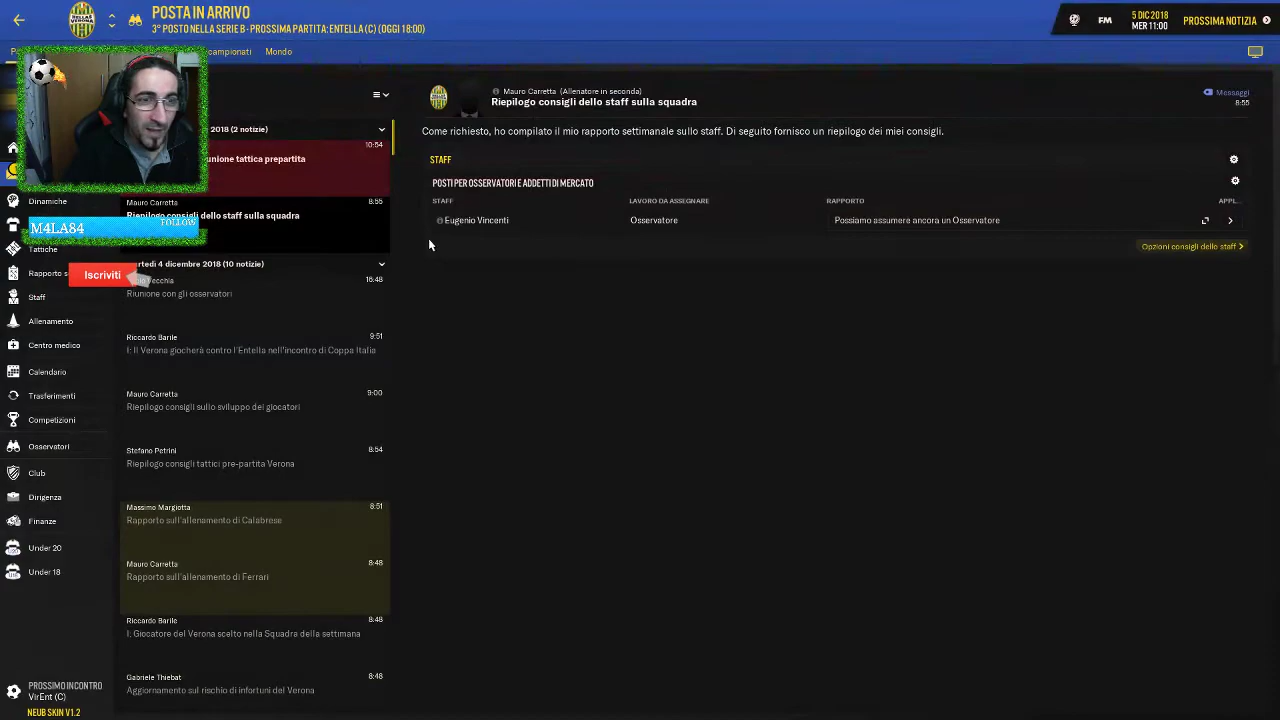 POSTA IN ARRIVO
3° POSTO NELLA SERIE B - PROSSIMA PARTITA: ENTELLA (C) (OGGI 18:00)
FM
5 DIC 2018
MER 11:00
PROSSIMA NOTIZIA
Mondo
HELLAS VERONA
M4LA84
FOLLOW
Iscriviti
Dinamiche
Tattiche
Staff
Allenamento
Centro medico
Calendario
Trasferimenti
Competizioni
Osservatori
Club
Dirigenza
Finanze
Under 20
Under 18
PROSSIMO INCONTRO
VirEnt (C)
NEUB SKIN V1.2
2018 (2 notizie)
10:54
unione tattica prepartita
Mauro Carretta
8:55
Riepilogo consigli dello staff sulla squadra
rtedì 4 dicembre 2018 (10 notizie)
16:48
Riunione con gli osservatori
Riccardo Barile
9:51
I: Il Verona giocherà contro l'Entella nell'incontro di Coppa Italia
Mauro Carretta
9:00
Riepilogo consigli sullo sviluppo dei giocatori
Stefano Petrini
8:54
Riepilogo consigli tattici pre-partita Verona
Massimo Margiotta
8:51
Rapporto sull'allenamento di Calabrese
Mauro Carretta
8:48
Rapporto sull'allenamento di Ferrari
Riccardo Barile
8:48
I: Giocatore del Verona scelto nella Squadra della settimana
Gabriele Thiebat
8:48
Aggiornamento sul rischio di infortuni del Verona
Mauro Carretta (Allenatore in seconda)
Riepilogo consigli dello staff sulla squadra
Messaggi
8:55
Come richiesto, ho compilato il mio rapporto settimanale sullo staff. Di seguito fornisco un riepilogo dei miei consigli.
STAFF
POSTI PER OSSERVATORI E ADDETTI DI MERCATO
STAFF
LAVORO DA ASSEGNARE
RAPPORTO
APPL...
Eugenio Vincenti
Osservatore
Possiamo assumere ancora un Osservatore
Opzioni consigli dello staff